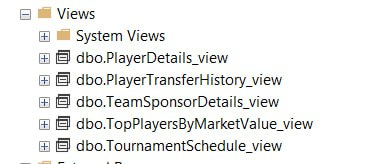 Views
System Views
dbo.PlayerDetails_view
dbo.PlayerTransferHistory_view
dbo.TeamSponsorDetails_view
dbo.TopPlayersByMarketValue_view
dbo.TournamentSchedule_view